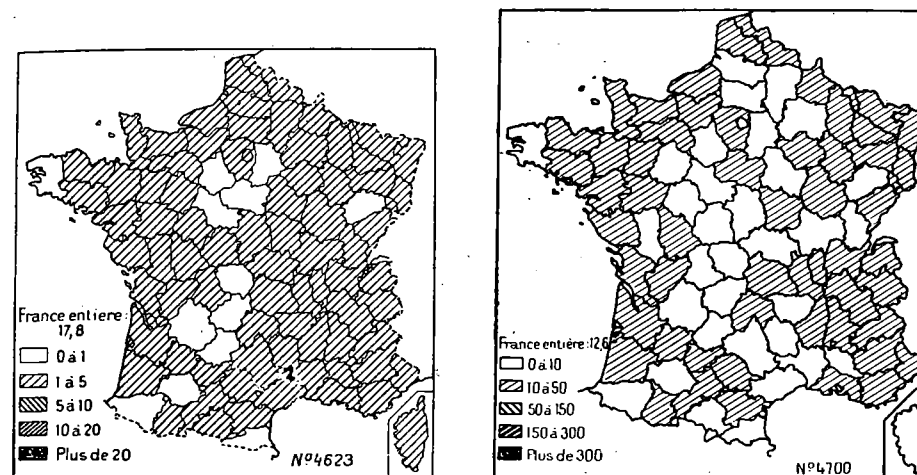 France entière:
17,8
0 à 1
1 à 5
5 à 10
10 à 20
Plus de 20
Nº4623
France entière:12,6
0 à 10
10 à 50
50 à 150
150 à 300
Plus de 300
Nº4700